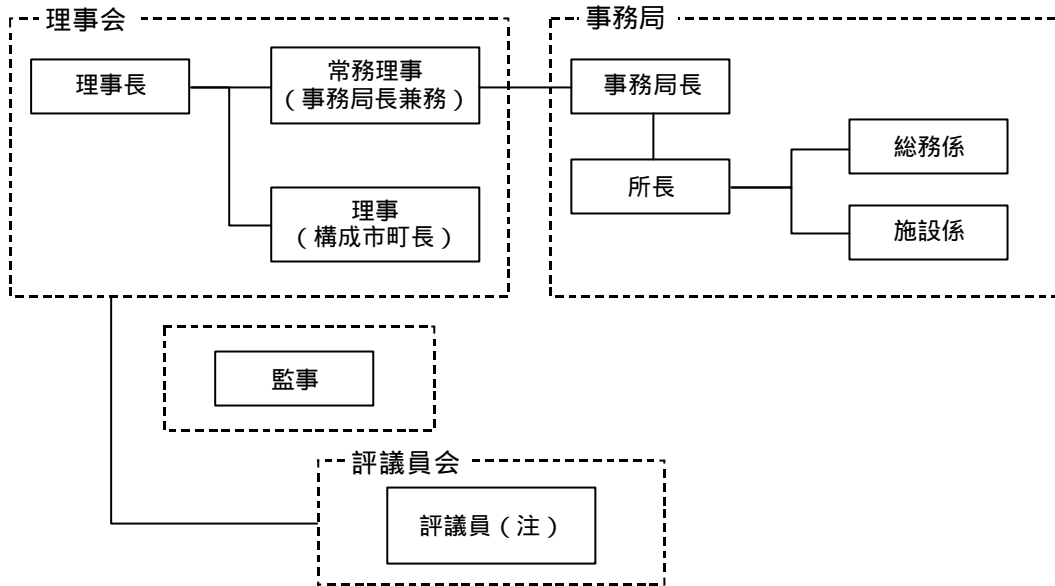 理事会
理事長
常務理事
(事務局長兼務)
理事
(構成市町長)
事務局
事務局長
所長
総務係
施設係
監事
評議員会
評議員(注)